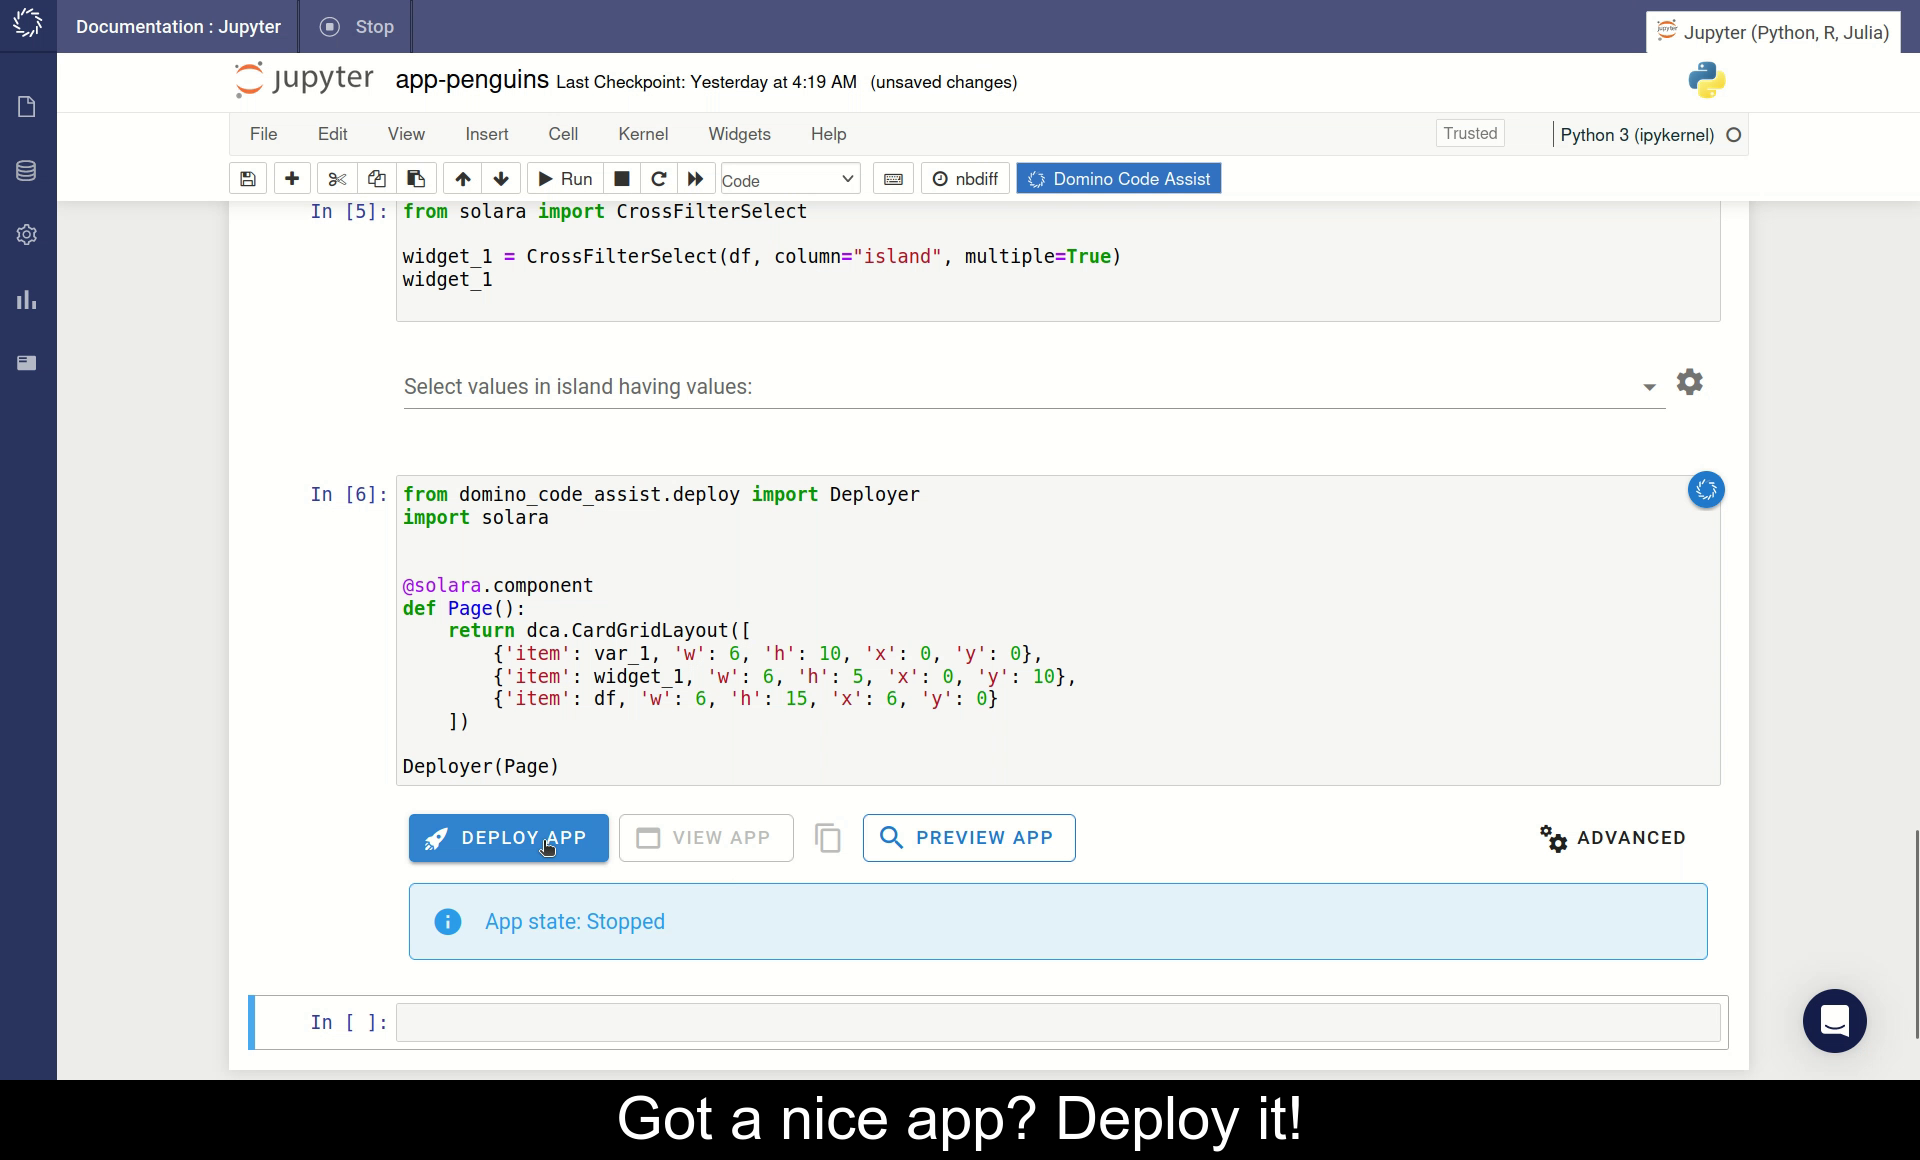 Documentation : Jupyter
Stop
Jupyter (Python, R, Julia)
jupyter app-penguins Last Checkpoint: Yesterday at 4:19 AM (unsaved changes)
File Edit View Insert Cell Kernel Widgets Help
Trusted
Python 3 (ipykernel)
Run
Code
nbdiff
Domino Code Assist
In [5]: from solara import CrossFilterSelect
widget_1 = CrossFilterSelect(df, column="island", multiple=True)
widget_1
Select values in island having values:
In [6]: from domino_code_assist.deploy import Deployer
import solara
@solara.component
def Page():
    return dca.CardGridLayout([
        {'item': var_1, 'w': 6, 'h': 10, 'x': 0, 'y': 0},
        {'item': widget_1, 'w': 6, 'h': 5, 'x': 0, 'y': 10},
        {'item': df, 'w': 6, 'h': 15, 'x': 6, 'y': 0}
    ])
Deployer(Page)
DEPLOY APP
VIEW APP
PREVIEW APP
ADVANCED
App state: Stopped
In [ ]:
Got a nice app? Deploy it!